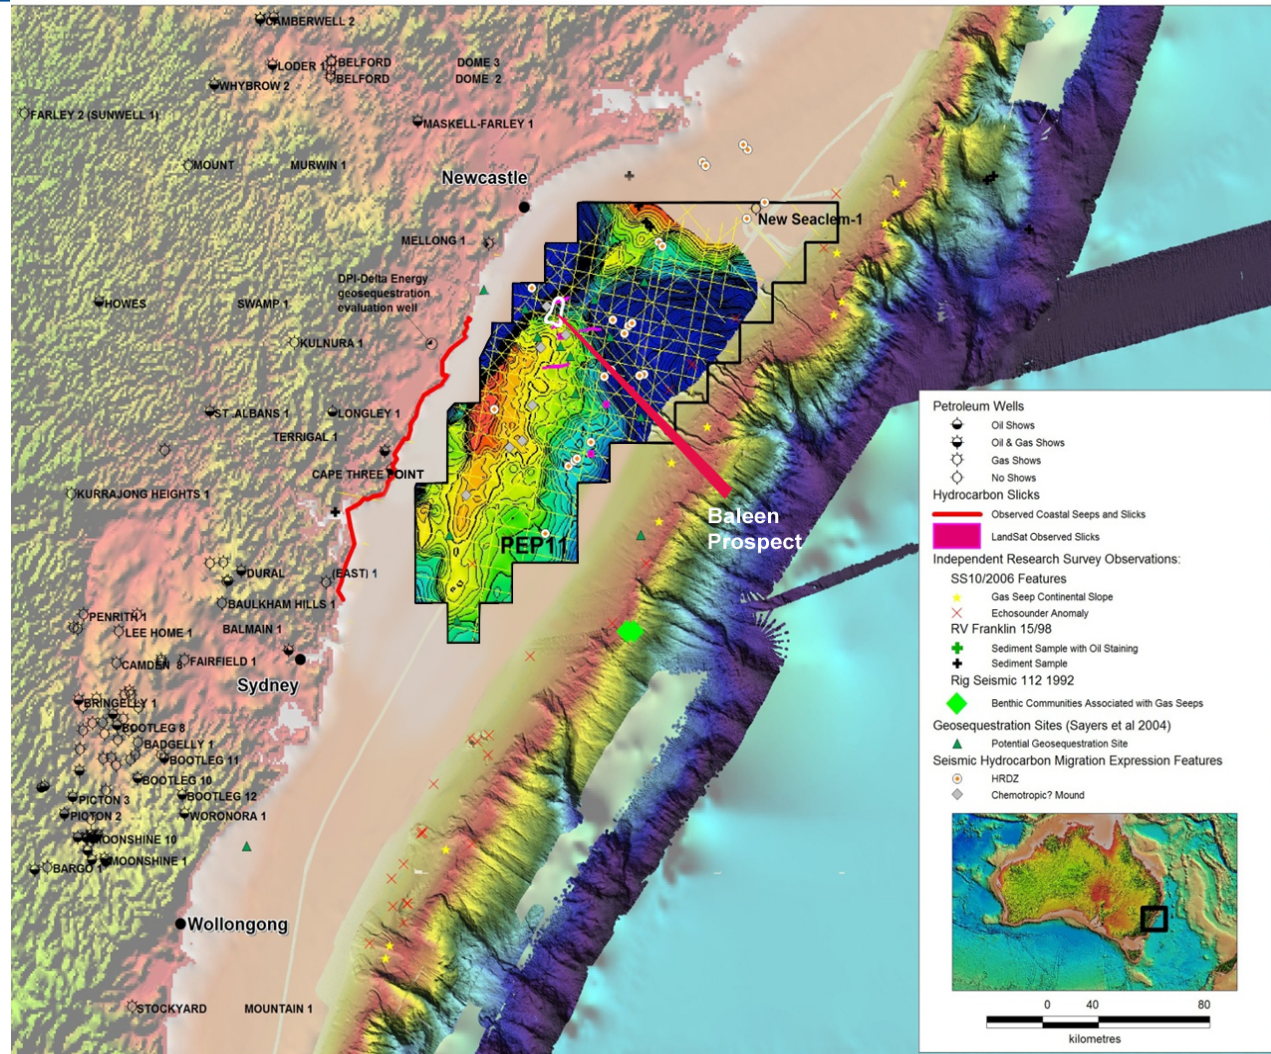 CAMBERWELL 2
LODER 1
BELFORD
DOME 3
BELFORD
DOME 2
WHYBROW 2
FARLEY 2 (SUNWELL 1)
MASKELL-FARLEY 1
MOUNT
MURWIN 1
Newcastle
New Seaclem-1
MELLONG 1
DPI-Delta Energy
geosequestration
evaluation well
HOWES
SWAMP 1
KULNURA 1
ST. ALBANS 1
LONGLEY 1
TERRIGAL 1
CAPE THREE POINT
KURRAJONG HEIGHTS 1
Baleen
Prospect
PEP11
DURAL
(EAST) 1
BAULKHAM HILLS 1
PENRITH 1
LEE HOME 1
BALMAIN 1
CAMDEN 8
FAIRFIELD 1
Sydney
BRINGELLY 1
BOOTLEG 8
BADGELLY 1
BOOTLEG 11
BOOTLEG 10
PICTON 3
BOOTLEG 12
PICTON 2
WORONORA 1
MOONSHINE 10
MOONSHINE 1
BARGO 1
Wollongong
STOCKYARD
MOUNTAIN 1
Petroleum Wells
Oil Shows
Oil & Gas Shows
Gas Shows
No Shows
Hydrocarbon Slicks
Observed Coastal Seeps and Slicks
LandSat Observed Slicks
Independent Research Survey Observations:
SS10/2006 Features
Gas Seep Continental Slope
Echosounder Anomaly
RV Franklin 15/98
Sediment Sample with Oil Staining
Sediment Sample
Rig Seismic 112 1992
Benthic Communities Associated with Gas Seeps
Geosequestration Sites (Sayers et al 2004)
Potential Geosequestration Site
Seismic Hydrocarbon Migration Expression Features
HRDZ
Chemotropic? Mound
0 40 80
kilometres